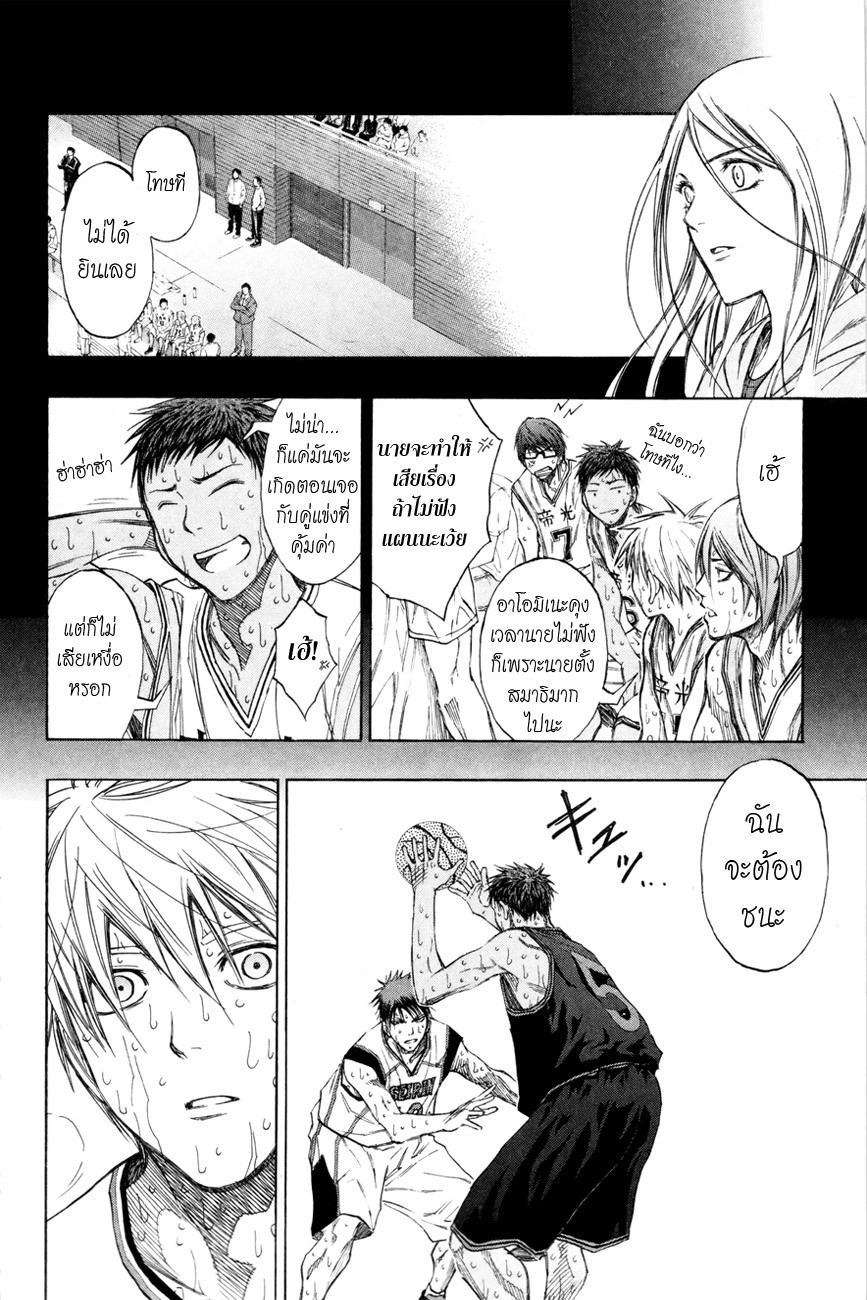 โทษที
ไม่ได้
ยินเลย
เฮ้
ฉันบอกว่า
โทษทีไง...
นายจะทำให้
เสียเรื่อง
ถ้าไม่ฟัง
แผนนะเว้ย
帝光
7
6
帝光
อาโอมิเนะคุง
เวลานายไม่ฟัง
ก็เพราะนายตั้ง
สมาธิมาก
ไปนะ
ไม่น่า...
ก็แค่มันจะ
เกิดตอนเจอ
กับคู่แข่งที่
คุ้มค่า
ฮ่าฮ่าฮ่า
เฮ้!
แต่ก็ไม่
เสียเหงื่อ
หรอก
ฉัน
จะต้อง
ชนะ
キュッ...
5
SEIRIN